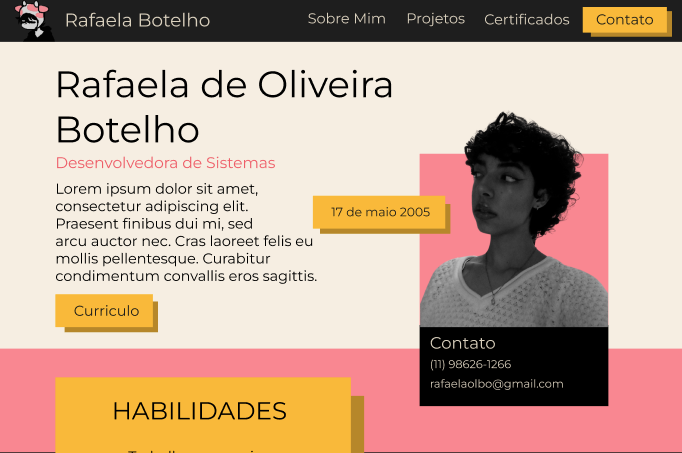 Rafaela Botelho
Sobre Mim
Projetos
Certificados
Contato
Rafaela de Oliveira
Botelho
Desenvolvedora de Sistemas
Lorem ipsum dolor sit amet,
consectetur adipiscing elit.
Praesent finibus dui mi, sed
arcu auctor nec. Cras laoreet felis eu
mollis pellentesque. Curabitur
condimentum convallis eros sagittis.
17 de maio 2005
Curriculo
Contato
(11) 98626-1266
rafaelaolbo@gmail.com
HABILIDADES